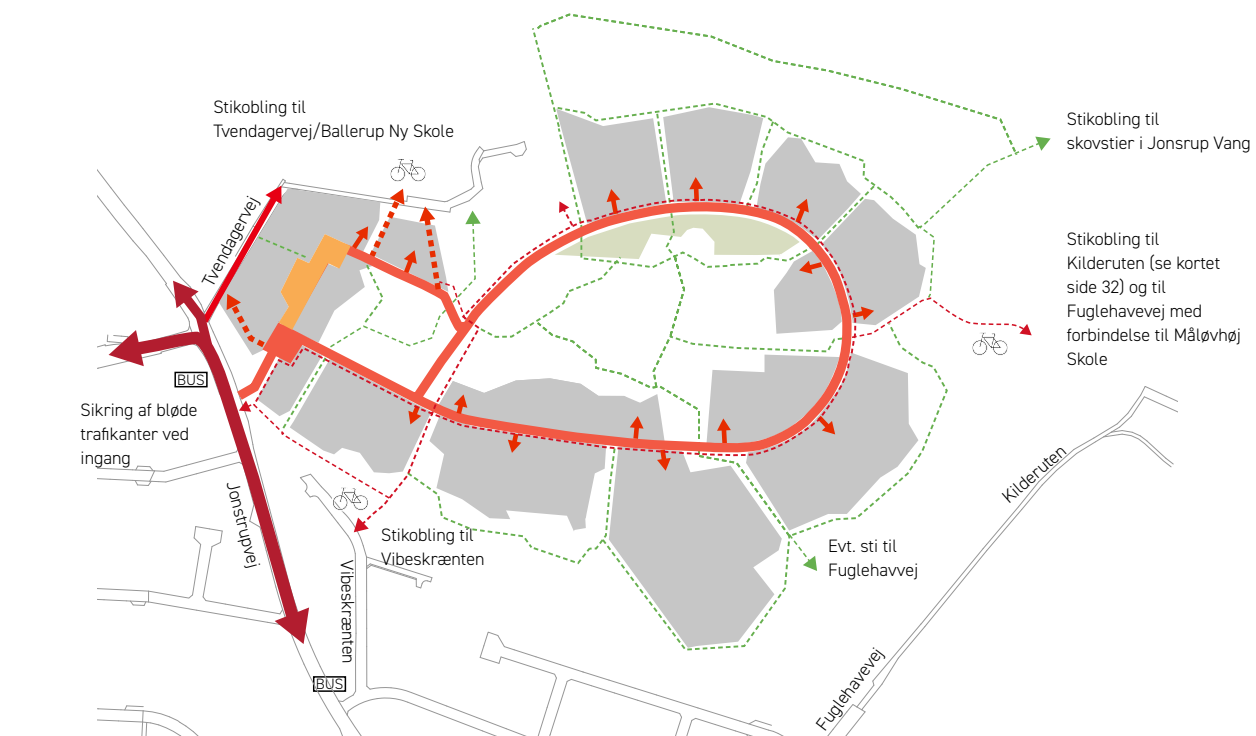 Stikobling til
Tvendagervej/Ballerup Ny Skole
Stikobling til
skovstier i Jonsrup Vang
Tvendagervej
Stikobling til
Kilderuten (se kortet
side 32) og til
Fuglehavevej med
forbindelse til Måløvhøj
Skole
BUS
Sikring af bløde
trafikanter ved
indgang
Kilderuten
Jonstrupvej
Stikobling til
Vibeskrænten
Evt. sti til
Fuglehavvej
Vibeskrænten
BUS
Fuglehavevej